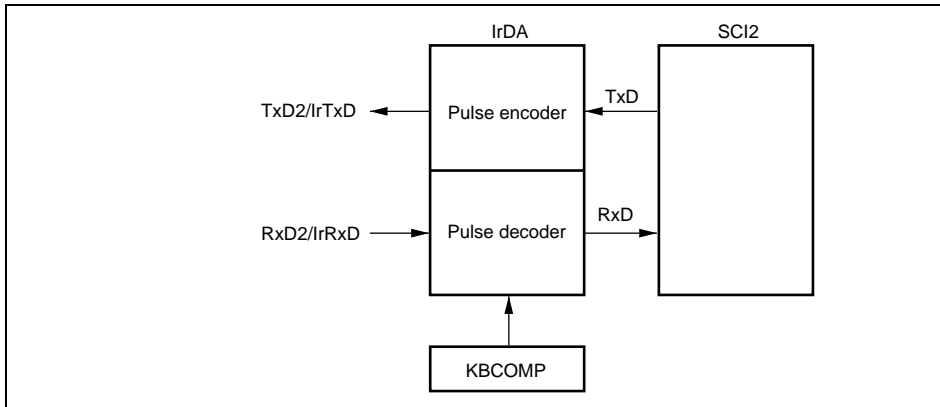 IrDA
SCI2
TxD2/IrTxD
Pulse encoder
TxD
RxD2/IrRxD
Pulse decoder
RxD
KBCOMP